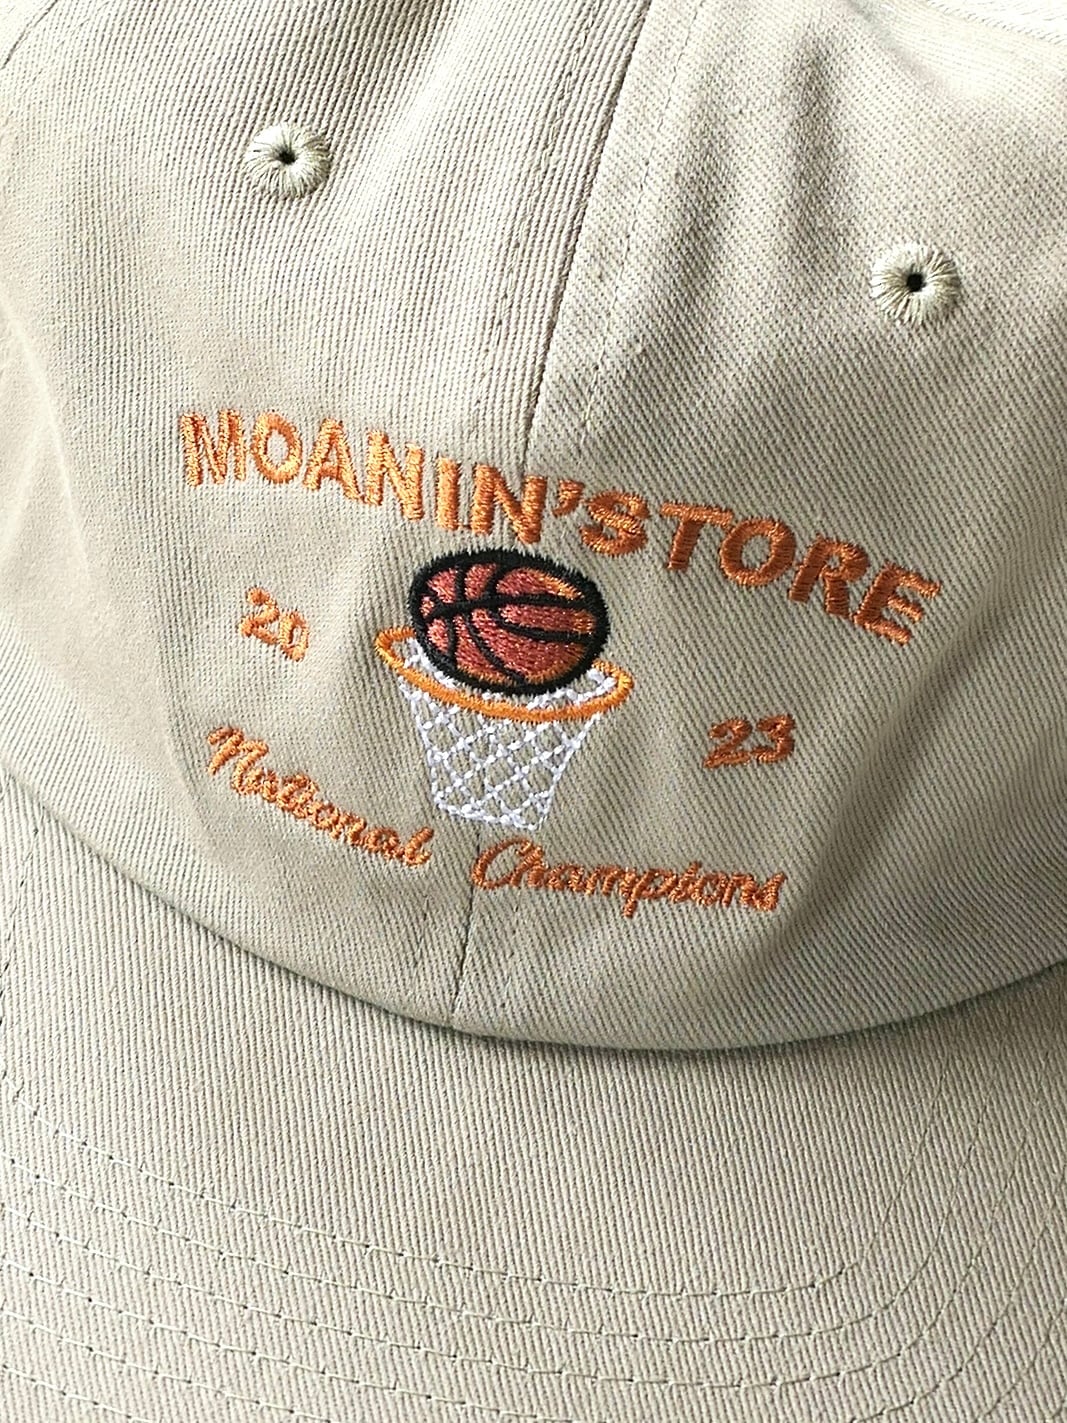 MOANIN'STORE
20 23
National Champions